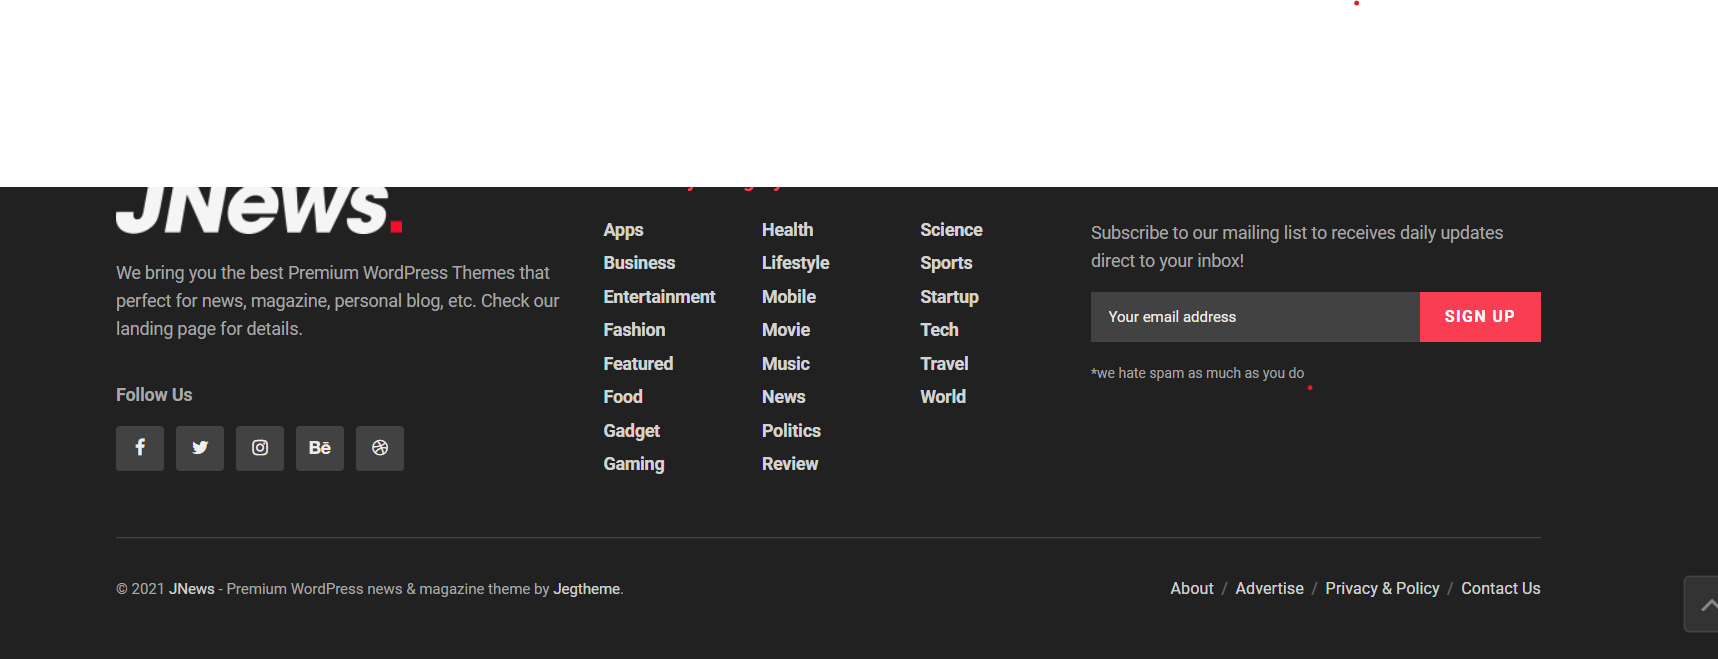 JNews.
We bring you the best Premium WordPress Themes that
perfect for news, magazine, personal blog, etc. Check our
landing page for details.
Follow Us
Bē
Apps
Business
Entertainment
Fashion
Featured
Food
Gadget
Gaming
Health
Lifestyle
Mobile
Movie
Music
News
Politics
Review
Science
Sports
Startup
Tech
Travel
World
Subscribe to our mailing list to receives daily updates
direct to your inbox!
Your email address
SIGN UP
*we hate spam as much as you do
© 2021 JNews - Premium WordPress news & magazine theme by Jegtheme.
About / Advertise / Privacy & Policy / Contact Us